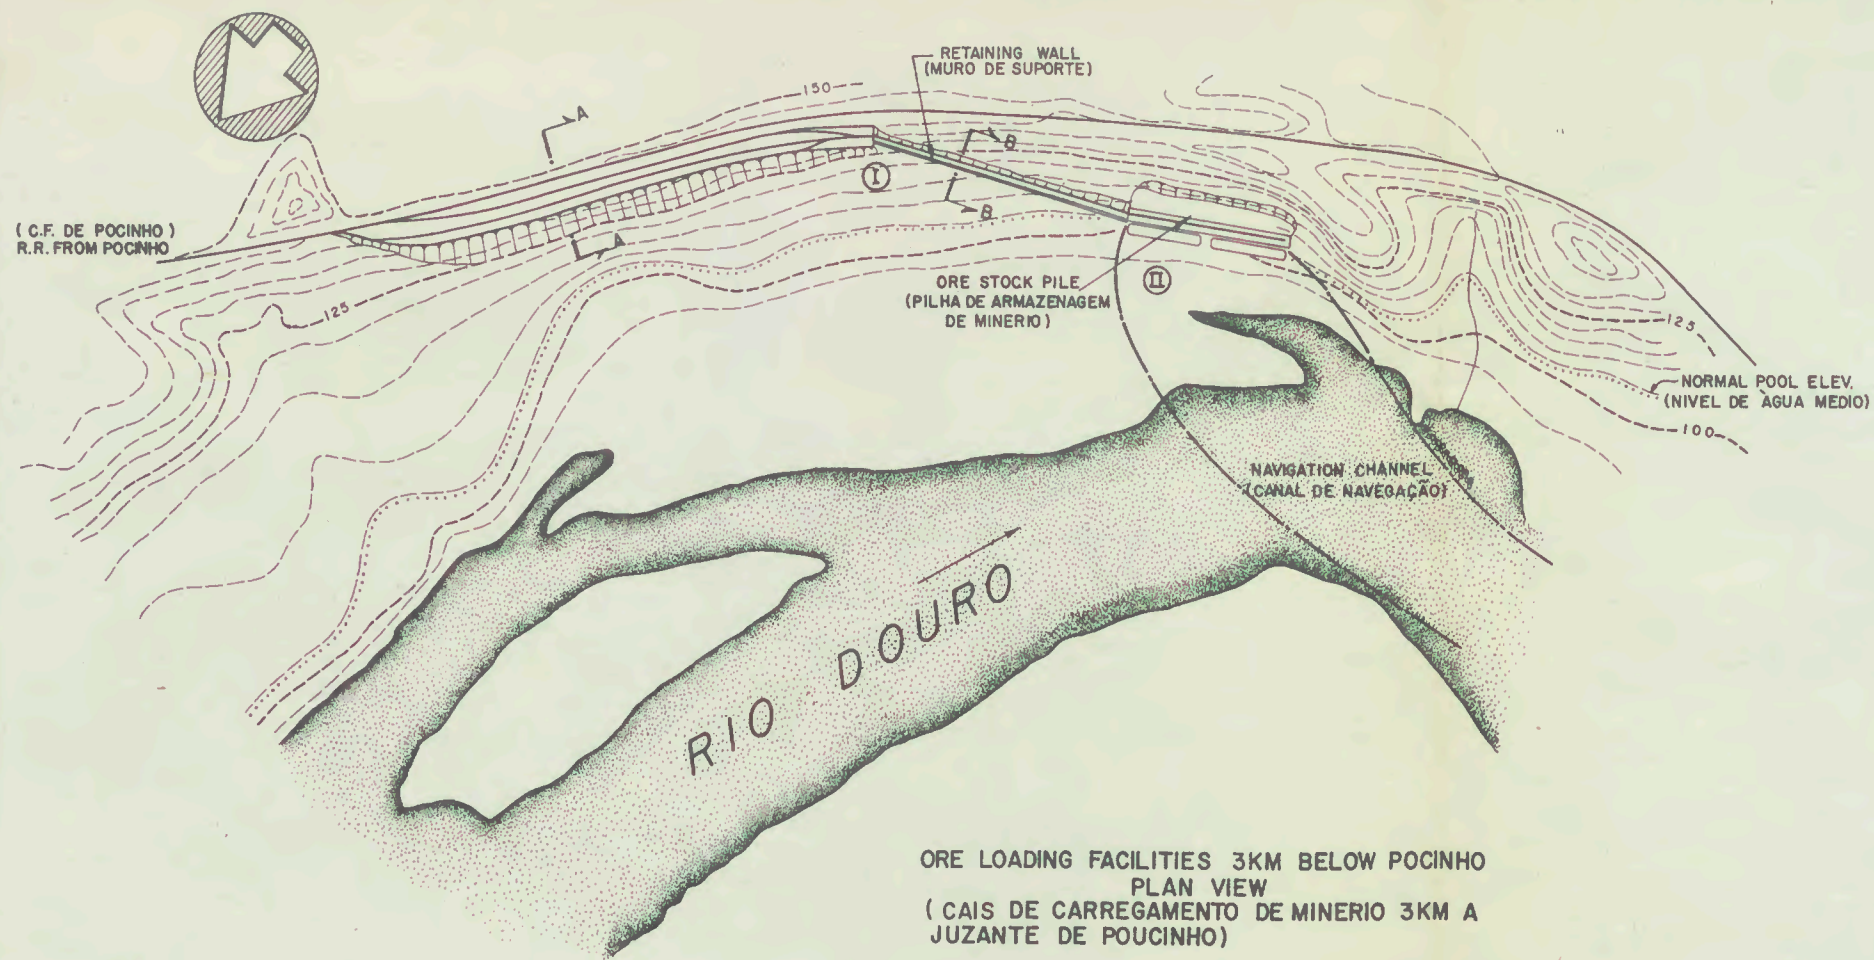 RETAINING WALL
(MURO DE SUPORTE)
150
A
B
I
(C.F. DE POCINHO)
R.R. FROM POCINHO
A
B
ORE STOCK PILE
(PILHA DE ARMAZENAGEM
DE MINERIO)
II
125
125
NORMAL POOL ELEV.
(NIVEL DE ÀGUA MEDIO)
100
NAVIGATION CHANNEL
(CANAL DE NAVEGAÇÃO)
RIO DOURO
ORE LOADING FACILITIES 3KM BELOW POCINHO
PLAN VIEW
(CAIS DE CARREGAMENTO DE MINERIO 3KM A
JUZANTE DE POUCINHO)